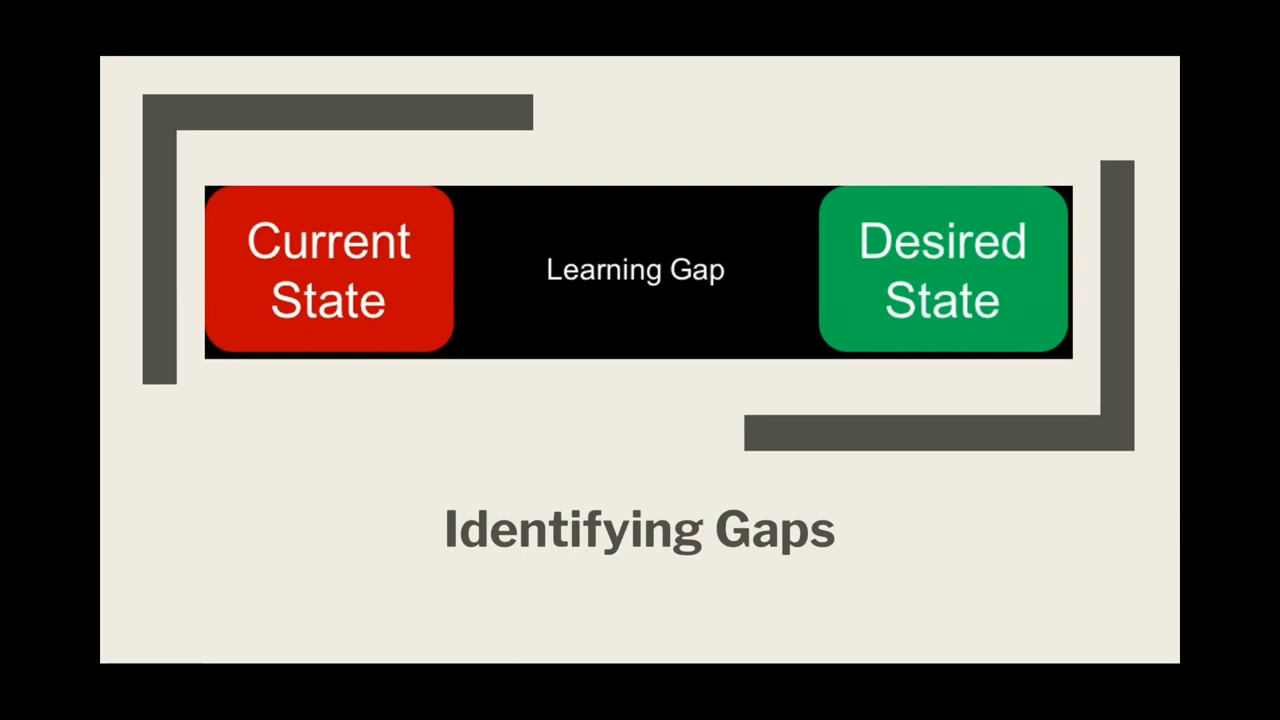 Current
State
Learning Gap
Desired
State
Identifying Gaps